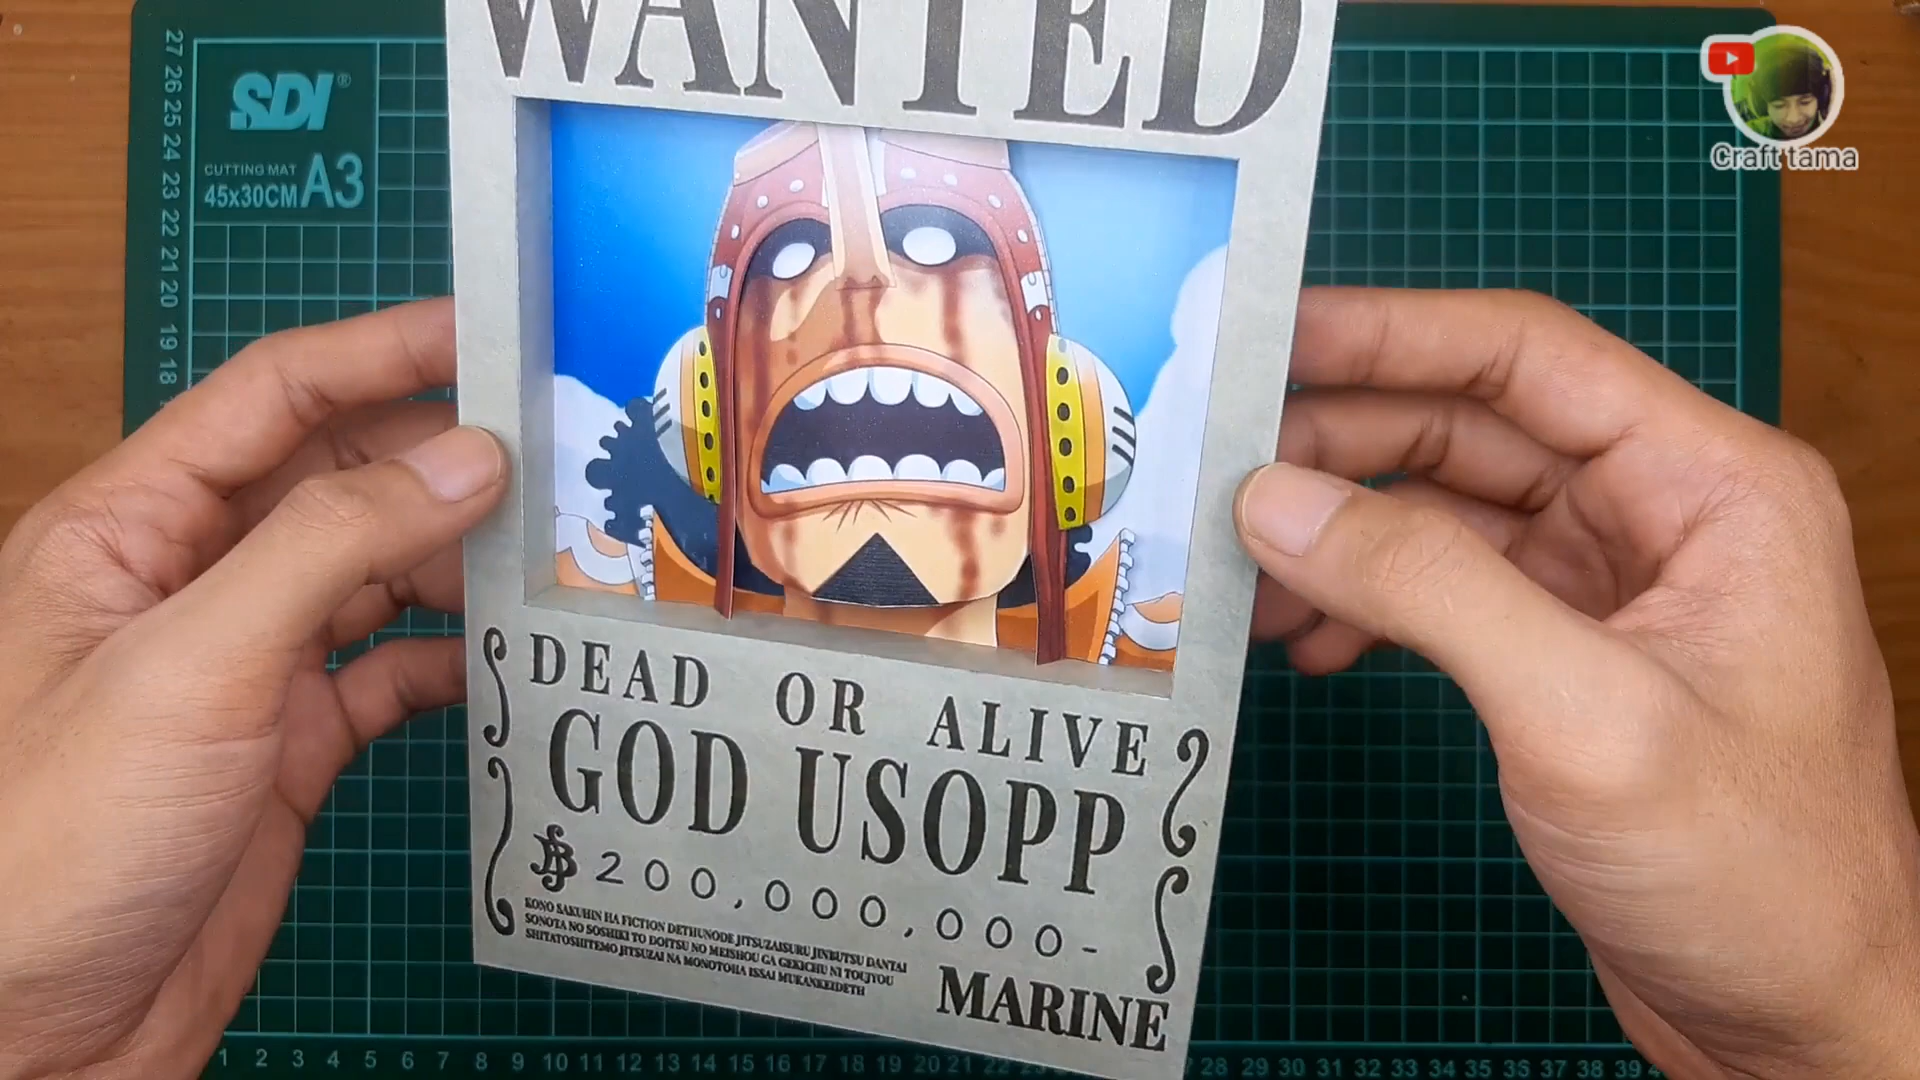 WANTED
SDI®
CUTTING MAT
45x30CM A3
Craft tama
27 26 25 24 23 22 21 20 19 18
DEAD OR ALIVE
GOD USOPP
200,000,000-
KONO SAKUHIN HA FICTION DETHUNODE JITSUZAISURU JINBUTSU DANTAI
SONOTA NO SOSHIKI TO DOITSU NO MEISHOU GA GEKICHU NI TOUJYOU
SHITATOSHITEMO JITSUZAI NA MONOTOHA ISSAI MUKANKEIDETH
MARINE
1 2 3 4 5 6 7 8 9 10 11 12 13 14 15 16 17 18 19 20 21 22 28 29 30 31 32 33 34 35 36 37 38 39